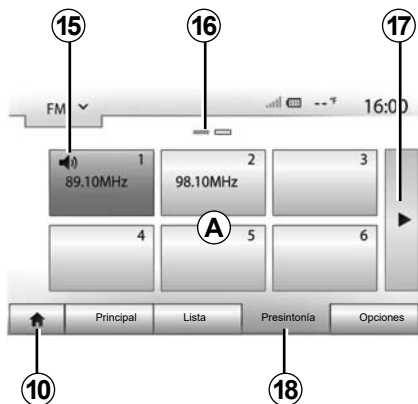 15 16 17
FM --°F 16:00
1 2 3
89.10MHz 98.10MHz
A
4 5 6
Principal Lista Presintonía Opciones
10 18